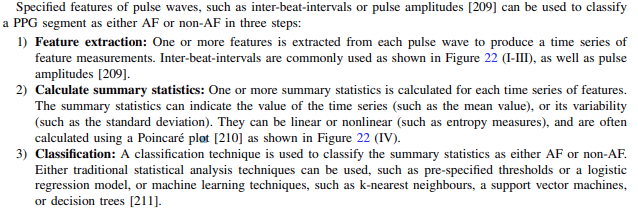 Specified features of pulse waves, such as inter-beat-intervals or pulse amplitudes [209] can be used to classify
a PPG segment as either AF or non-AF in three steps:
1) Feature extraction: One or more features is extracted from each pulse wave to produce a time series of
feature measurements. Inter-beat-intervals are commonly used as shown in Figure 22 (I-III), as well as pulse
amplitudes [209].
2) Calculate summary statistics: One or more summary statistics is calculated for each time series of features.
The summary statistics can indicate the value of the time series (such as the mean value), or its variability
(such as the standard deviation). They can be linear or nonlinear (such as entropy measures), and are often
calculated using a Poincaré plot [210] as shown in Figure 22 (IV).
3) Classification: A classification technique is used to classify the summary statistics as either AF or non-AF.
Either traditional statistical analysis techniques can be used, such as pre-specified thresholds or a logistic
regression model, or machine learning techniques, such as k-nearest neighbours, a support vector machines,
or decision trees [211].